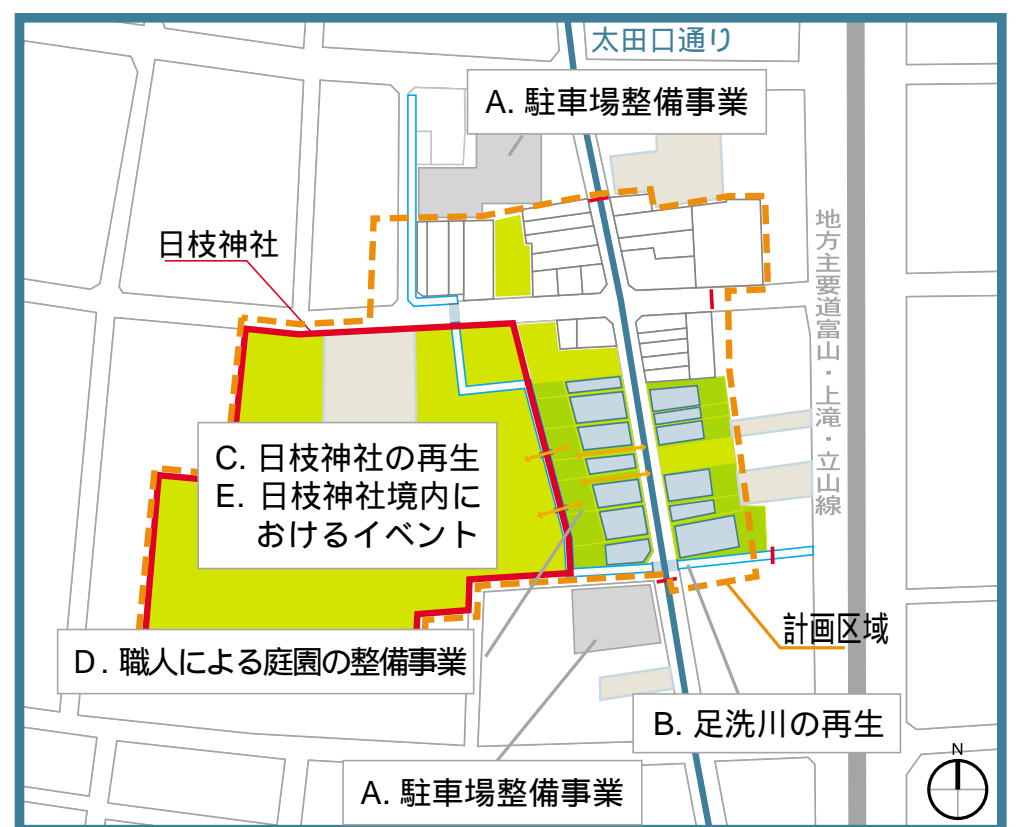 太田口通り
A. 駐車場整備事業
日枝神社
地方主要道富山・上滝・立山線
C. 日枝神社の再生
E. 日枝神社境内に
おけるイベント
計画区域
D. 職人による庭園の整備事業
B. 足洗川の再生
N
A. 駐車場整備事業